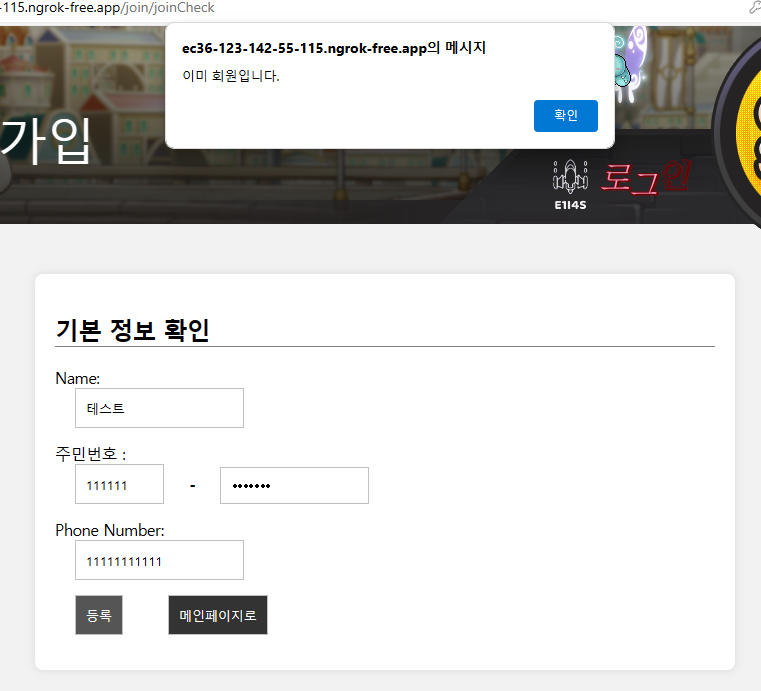 -115.ngrok-free.app/join/joinCheck
ec36-123-142-55-115.ngrok-free.app의 메시지
이미 회원입니다.
확인
가입
로그인
E1I4S
기본 정보 확인
Name:
테스트
주민번호 :
111111 - •••••••
Phone Number:
11111111111
등록 메인페이지로